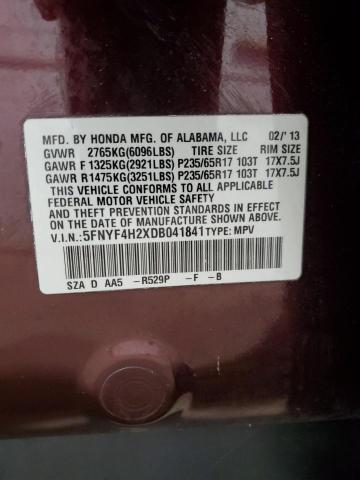 MFD. BY HONDA MFG. OF ALABAMA, LLC 02/'13
GVWR 2765KG(6096LBS) TIRE SIZE RIM SIZE
GAWR F 1325KG(2921LBS) P235/65R17 103T 17X7.5J
GAWR R1475KG(3251LBS) P235/65R17 103T 17X7.5J
THIS VEHICLE CONFORMS TO ALL APPLICABLE
FEDERAL MOTOR VEHICLE SAFETY
STANDARDS IN EFFECT ON THE DATE OF
MANUFACTURE SHOWN ABOVE.
V.I.N.: 5FNYF4H2XDB041841 TYPE: MPV
SZA D AA5 -R529P -F -B